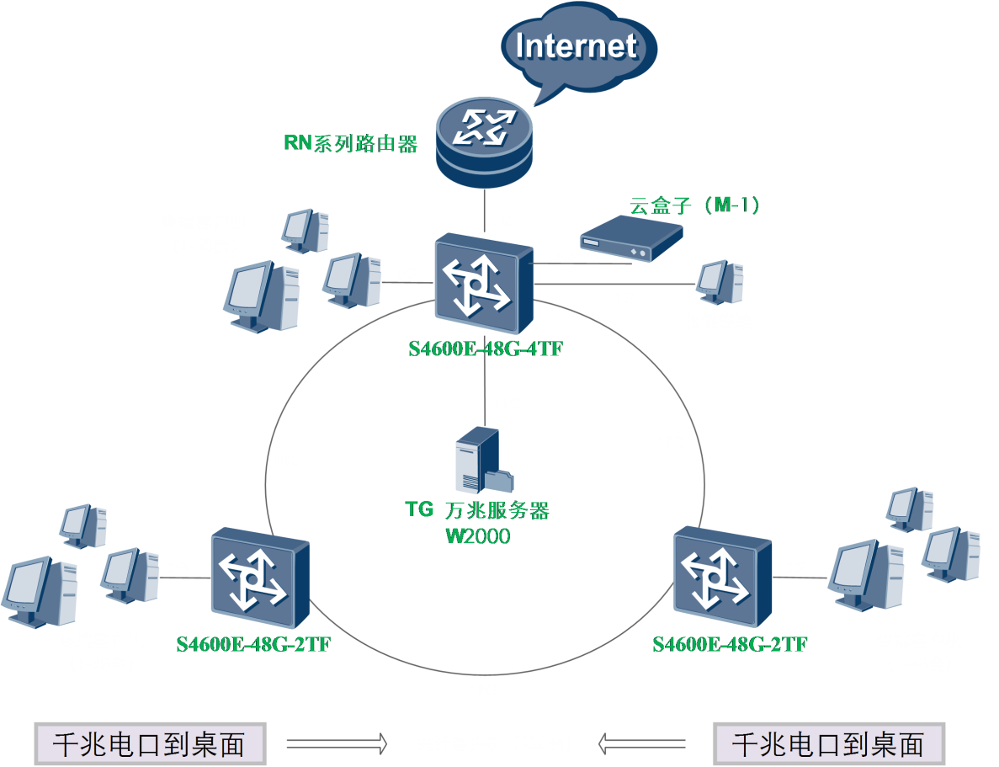 Internet
RN系列路由器
云盒子（M-1）
S4600E-48G-4TF
TG 万兆服务器
W2000
S4600E-48G-2TF
S4600E-48G-2TF
千兆电口到桌面
千兆电口到桌面